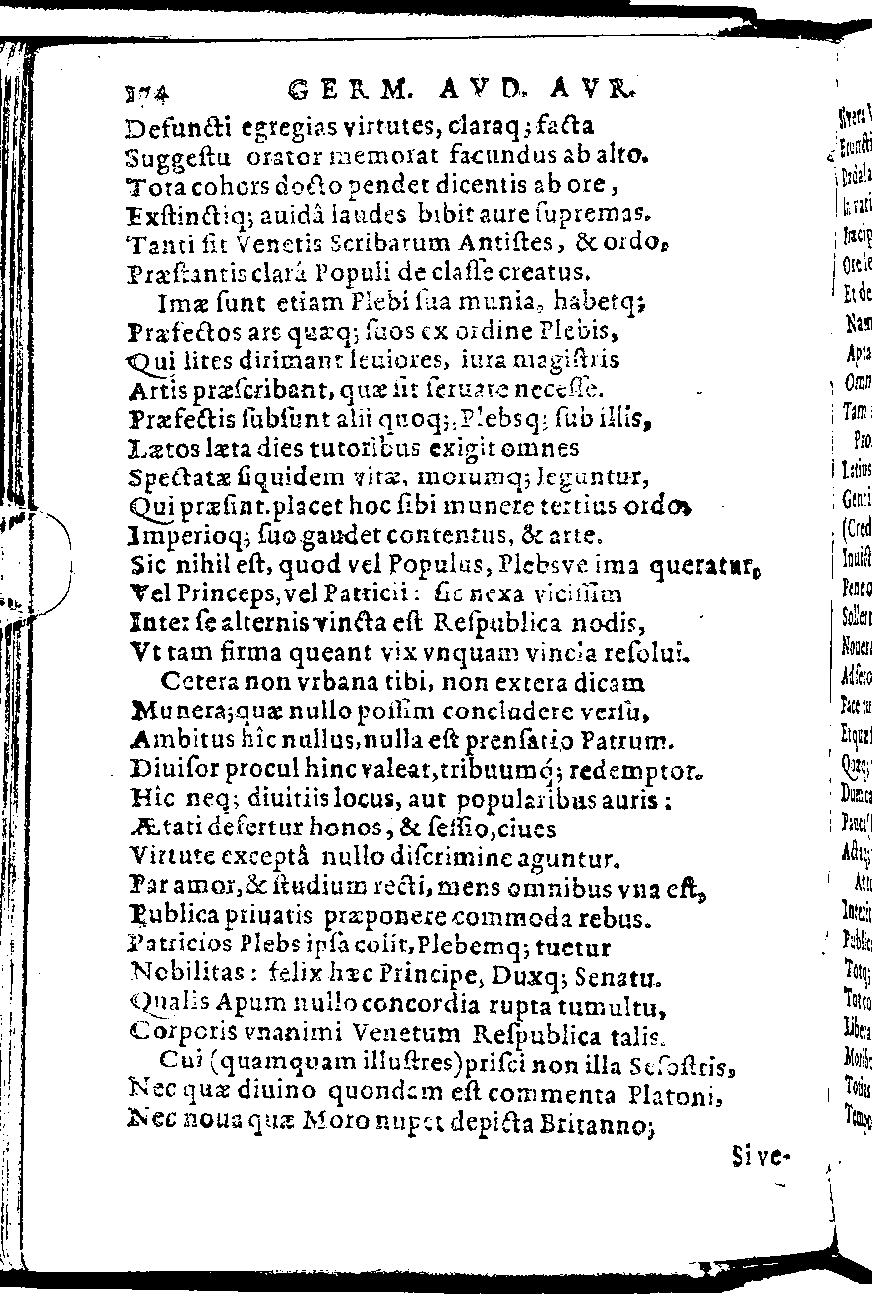 174 GERM. AVD. AVR.
Defuncti egregias virtutes, claraq; facta
Suggeſtu orator memorat facundus ab alto.
Tota cohors docto pendet dicentis ab ore,
Exſtinctiq; auidâ laudes bibit aure ſupremas.
Tanti ſit Venetis Scribarum Antiſtes, & ordo,
Præſtantis clarâ Populi de claſſe creatus.
Imæ ſunt etiam Plebi ſua munia, habetq;
Præfectos ars quæq; ſuos ex ordine Plebis,
Qui lites dirimant leuiores, iura magiſtris
Artis præſcribant, quæ ſit ſeruare neceſſe.
Præfectis ſubſunt alii quoq;, Plebsq; ſub illis,
Lætos læta dies tutoribus exigit omnes
Spectatæ ſiquidem vitæ, morumq; leguntur,
Qui præſint. placet hoc ſibi munere tertius ordo,
Imperioq; ſuo gaudet contentus, & arte.
Sic nihil eſt, quod vel Populus, Plebsve ima queratur,
Vel Princeps, vel Patricii: ſic nexa viciſſim
Inter ſe alternis vincta eſt Reſpublica nodis,
Vt tam firma queant vix vnquam vincla reſolui.
Cetera non vrbana tibi, non extera dicam
Munera; quæ nullo poſſim concludere verſu,
Ambitus hîc nullus, nulla eſt prenſatio Patrum.
Diuiſor procul hinc valeat, tribuumq́; redemptor.
Hic neq; diuitiis locus, aut popularibus auris:
Ætati defertur honos, & ſeſſio, ciues
Virtute exceptâ nullo diſcrimine aguntur.
Par amor, & ſtudium recti, mens omnibus vna eſt,
Publica priuatis præponere commoda rebus.
Patricios Plebs ipſa colit, Plebemq; tuetur
Nobilitas: felix hæc Principe, Duxq; Senatu.
Qualis Apum nullo concordia rupta tumultu,
Corporis vnanimi Venetum Reſpublica talis.
Cui (quamquam illuſtres) priſci non illa Seſoſtris,
Nec quæ diuino quondam eſt commenta Platoni,
Nec noua quæ Moro nuper depicta Britanno;
Si ve-